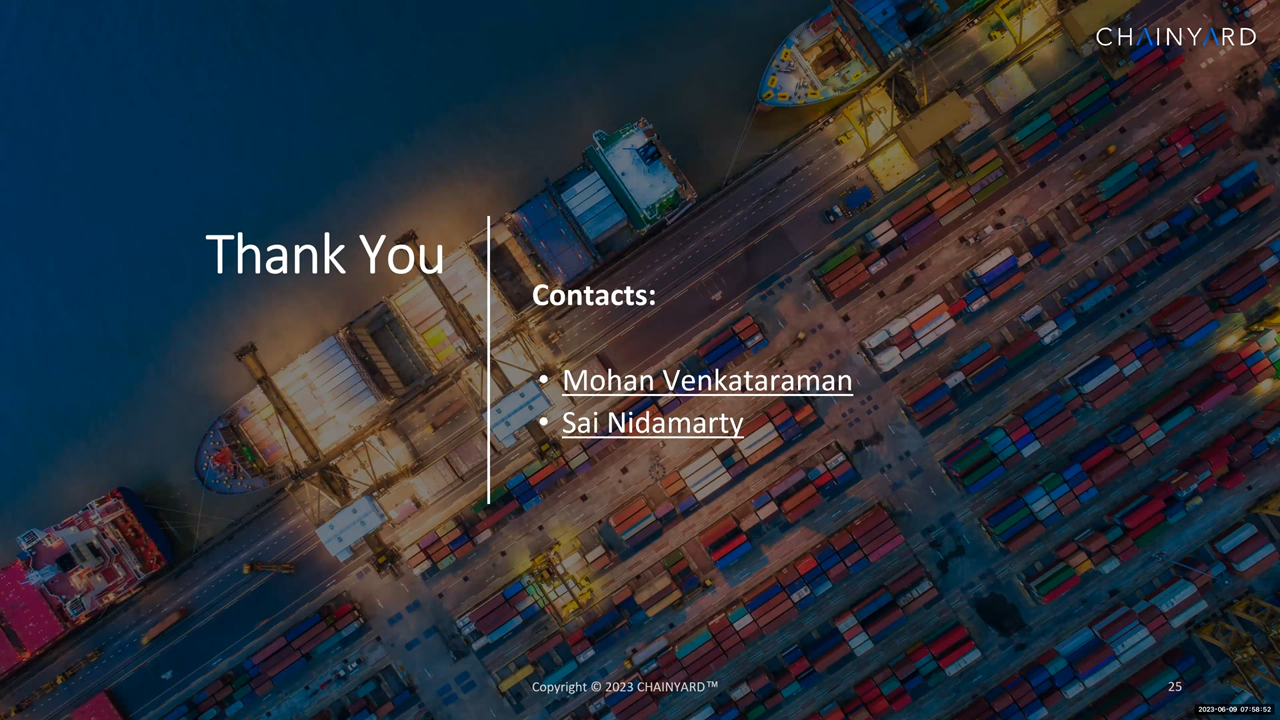 CHAINYARD
Thank You
Contacts:
• Mohan Venkataraman
• Sai Nidamarty
Copyright © 2023 CHAINYARD™
25
2023-06-09 07:58:52